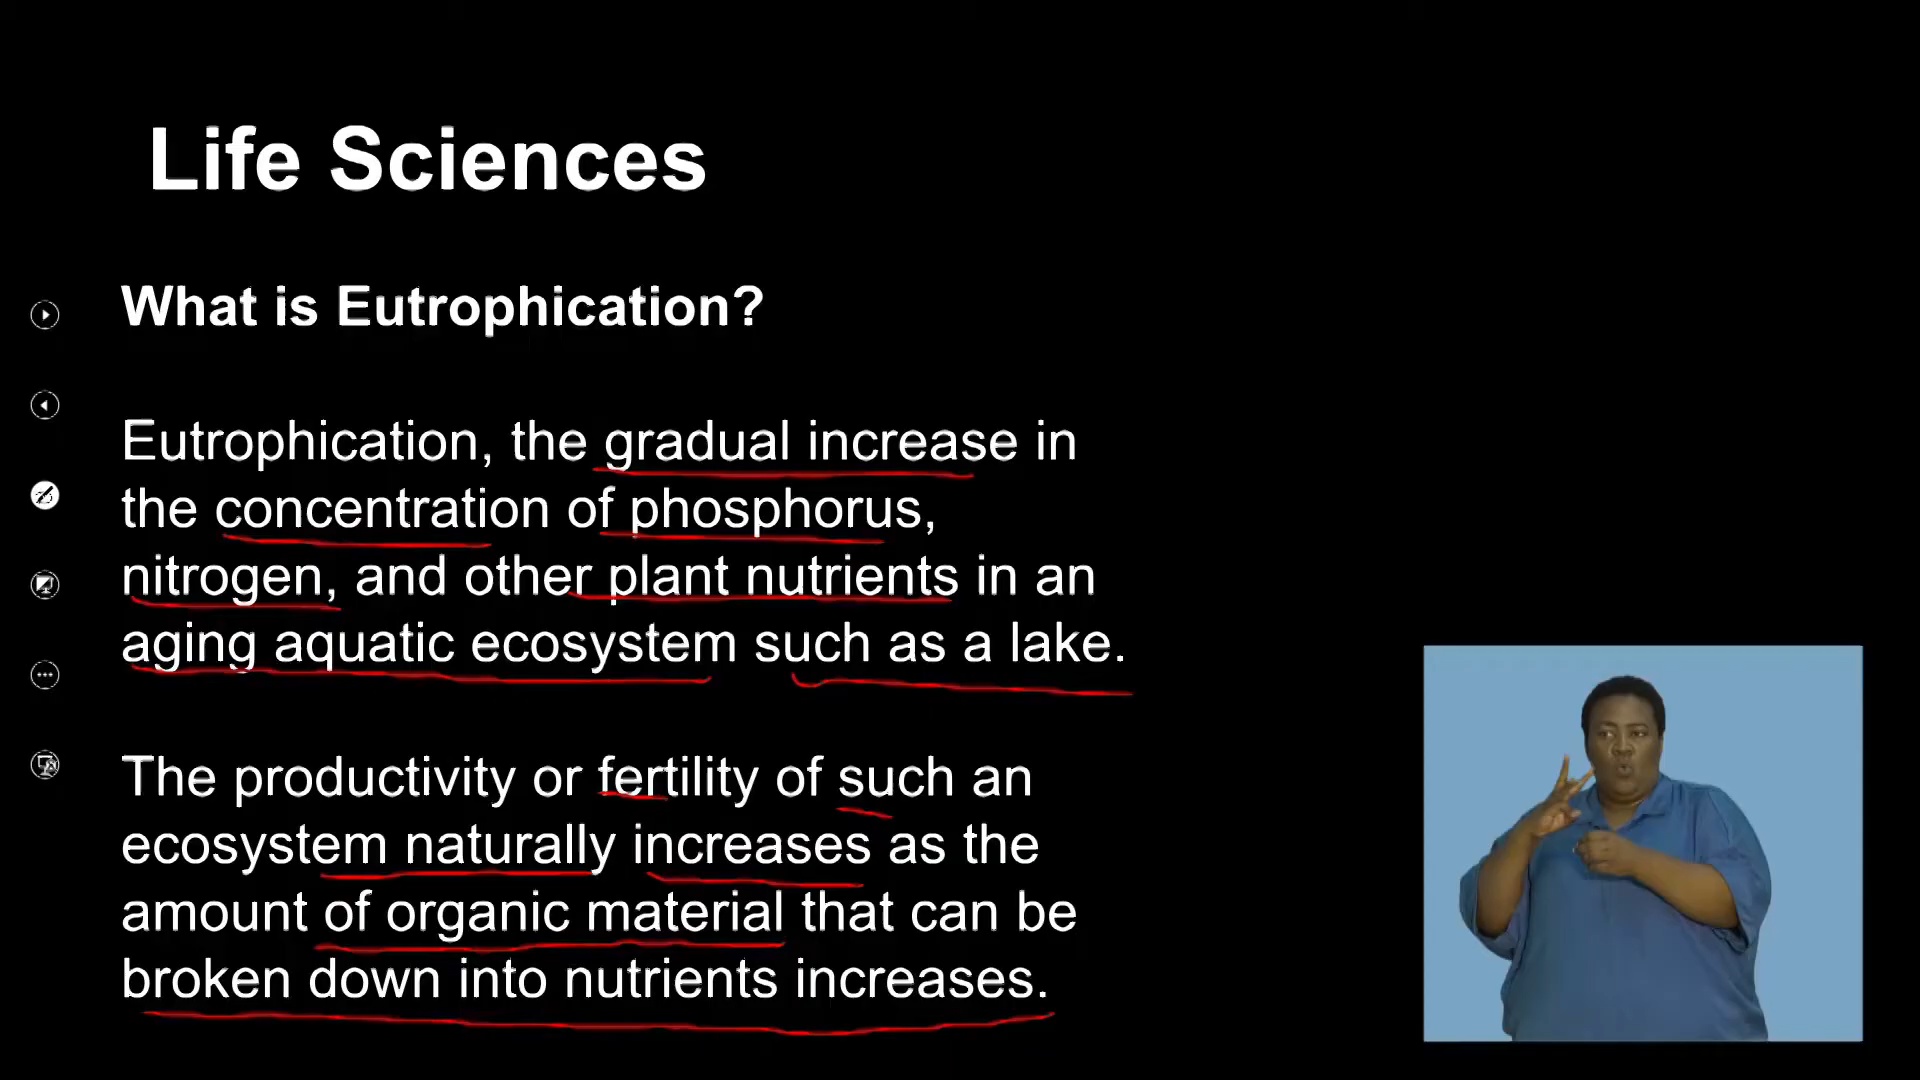 Life Sciences
What is Eutrophication?
Eutrophication, the gradual increase in
the concentration of phosphorus,
nitrogen, and other plant nutrients in an
aging aquatic ecosystem such as a lake.
The productivity or fertility of such an
ecosystem naturally increases as the
amount of organic material that can be
broken down into nutrients increases.